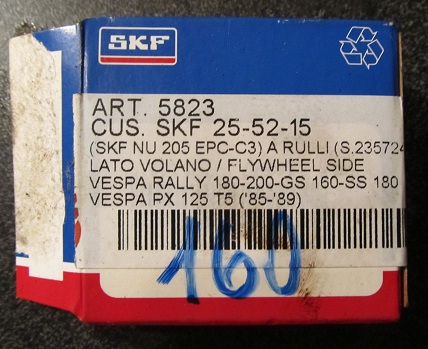 SKF
ART. 5823
CUS. SKF 25-52-15
(SKF NU 205 EPC-C3) A RULLI (S.235724
LATO VOLANO / FLYWHEEL SIDE
VESPA RALLY 180-200-GS 160-SS 180
VESPA PX 125 T5 ('85-'89)
160